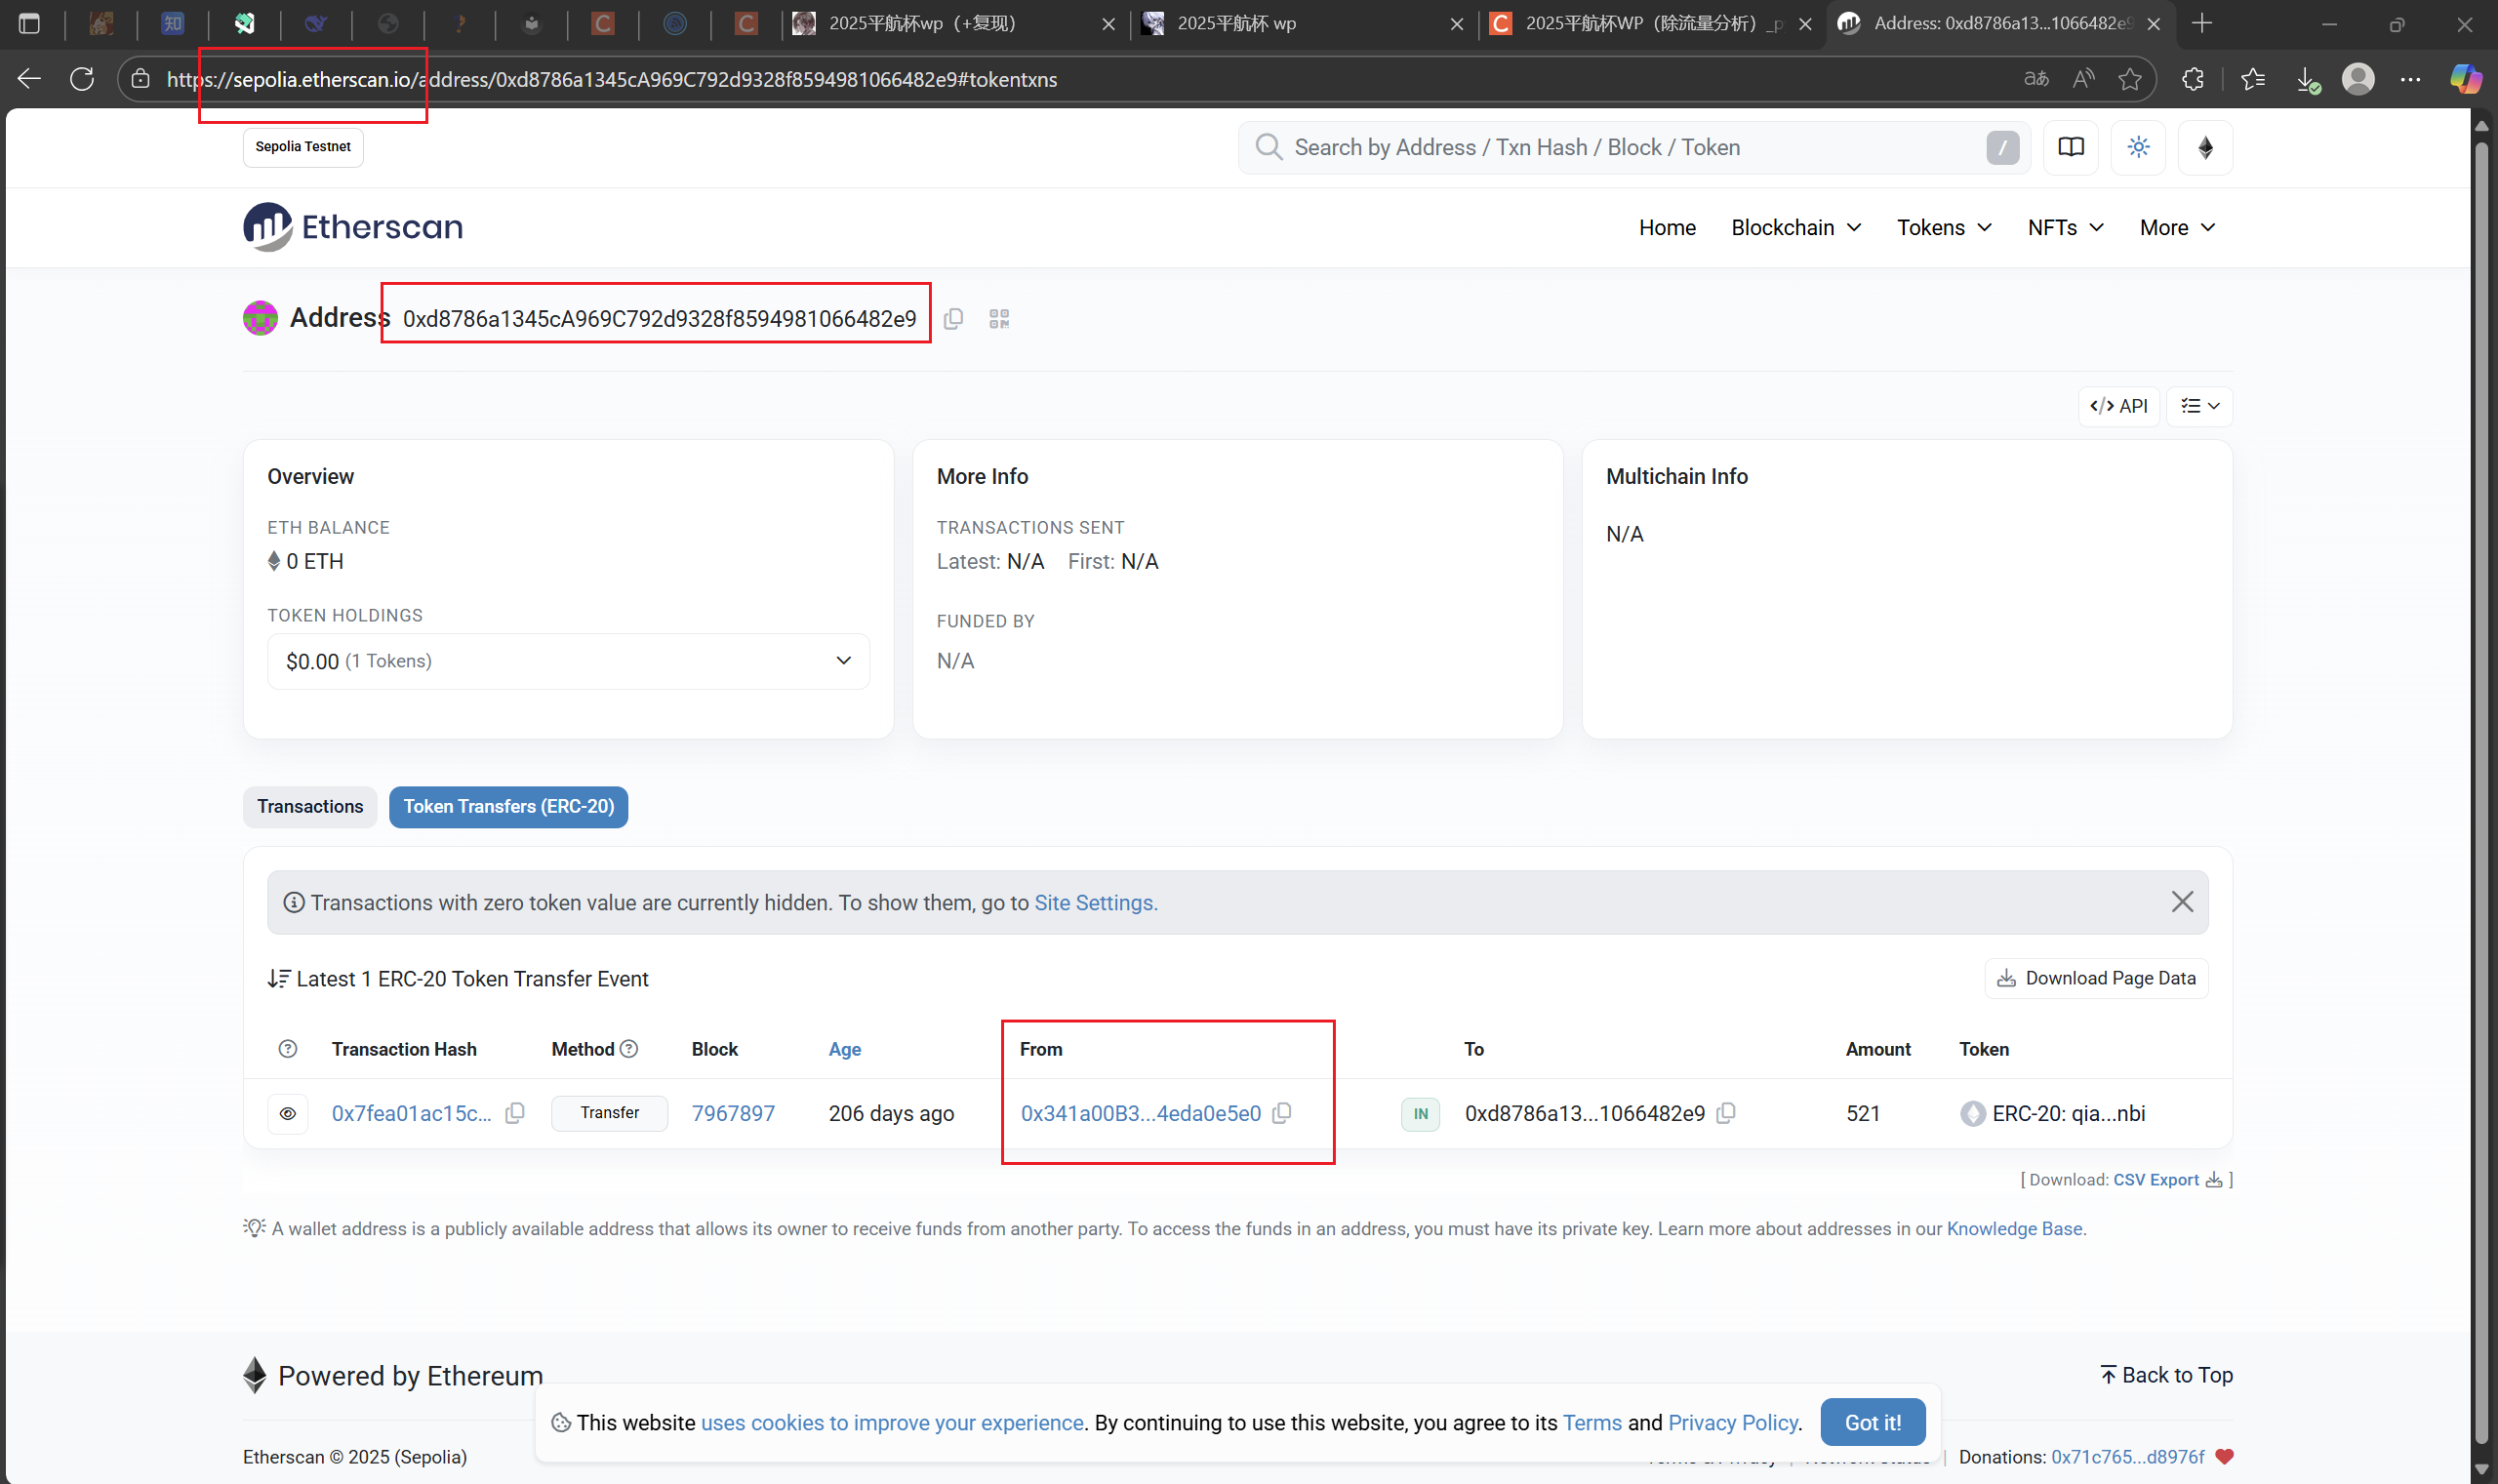 2025平航杯wp（+复现）
2025平航杯 wp
2025平航杯WP（除流量分析）_p
Address: 0xd8786a13...1066482e9
https://sepolia.etherscan.io/address/0xd8786a1345cA969C792d9328f8594981066482e9#tokentxns
Sepolia Testnet
Search by Address / Txn Hash / Block / Token
/
Etherscan
Home Blockchain Tokens NFTs More
Address 0xd8786a1345cA969C792d9328f8594981066482e9
</> API
Overview
ETH BALANCE
0 ETH
TOKEN HOLDINGS
$0.00 (1 Tokens)
More Info
TRANSACTIONS SENT
Latest: N/A First: N/A
FUNDED BY
N/A
Multichain Info
N/A
Transactions Token Transfers (ERC-20)
Transactions with zero token value are currently hidden. To show them, go to Site Settings.
Latest 1 ERC-20 Token Transfer Event
Download Page Data
Transaction Hash Method Block Age From To Amount Token
0x7fea01ac15c... Transfer 7967897 206 days ago 0x341a00B3...4eda0e5e0 IN 0xd8786a13...1066482e9 521 ERC-20: qia...nbi
[ Download: CSV Export ]
A wallet address is a publicly available address that allows its owner to receive funds from another party. To access the funds in an address, you must have its private key. Learn more about addresses in our Knowledge Base.
Powered by Ethereum
Back to Top
This website uses cookies to improve your experience. By continuing to use this website, you agree to its Terms and Privacy Policy.
Got it!
Etherscan © 2025 (Sepolia)
Donations: 0x71c765...d8976f